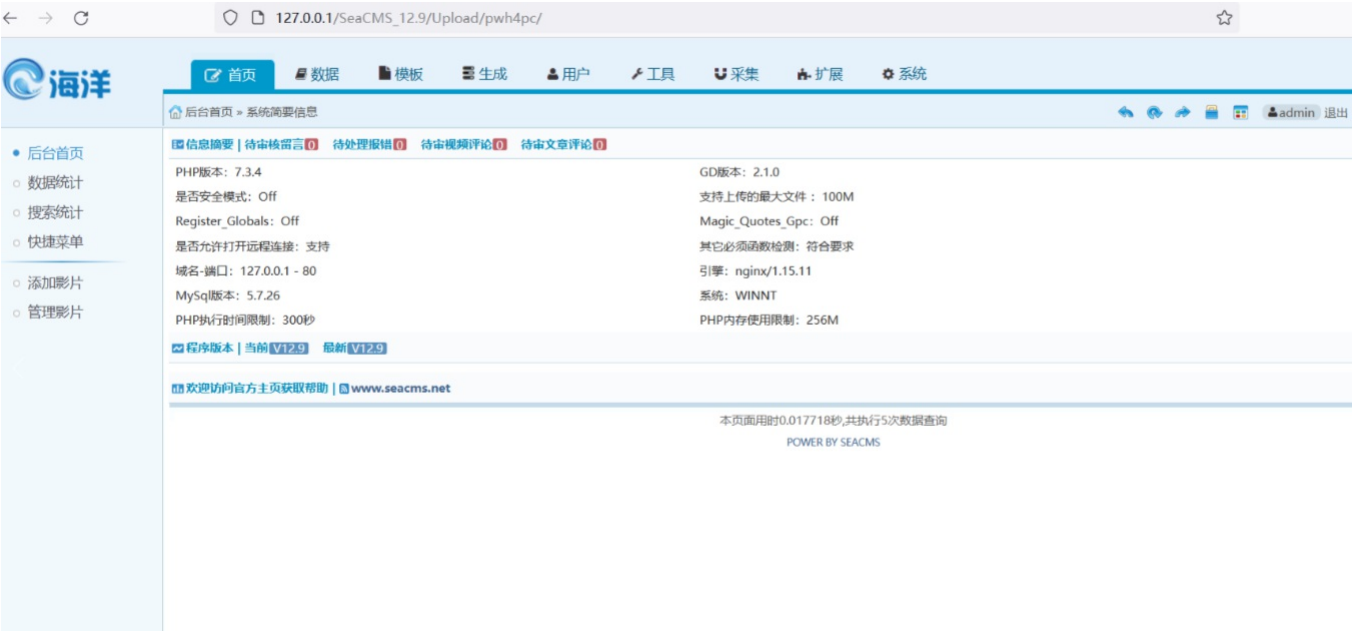 127.0.0.1/SeaCMS_12.9/Upload/pwh4pc/
海洋
首页 数据 模板 生成 用户 工具 采集 扩展 系统
后台首页 » 系统简要信息 admin 退出
后台首页
数据统计
搜索统计
快捷菜单
添加影片
管理影片
信息摘要 | 待审核留言0 待处理报错0 待审视频评论0 待审文章评论0
PHP版本：7.3.4 GD版本：2.1.0
是否安全模式：Off 支持上传的最大文件 ：100M
Register_Globals：Off Magic_Quotes_Gpc：Off
是否允许打开远程连接：支持 其它必须函数检测：符合要求
域名-端口：127.0.0.1 - 80 引擎：nginx/1.15.11
MySql版本：5.7.26 系统：WINNT
PHP执行时间限制：300秒 PHP内存使用限制：256M
程序版本 | 当前V12.9 最新V12.9
欢迎访问官方主页获取帮助 | www.seacms.net
本页面用时0.017718秒,共执行5次数据查询
POWER BY SEACMS